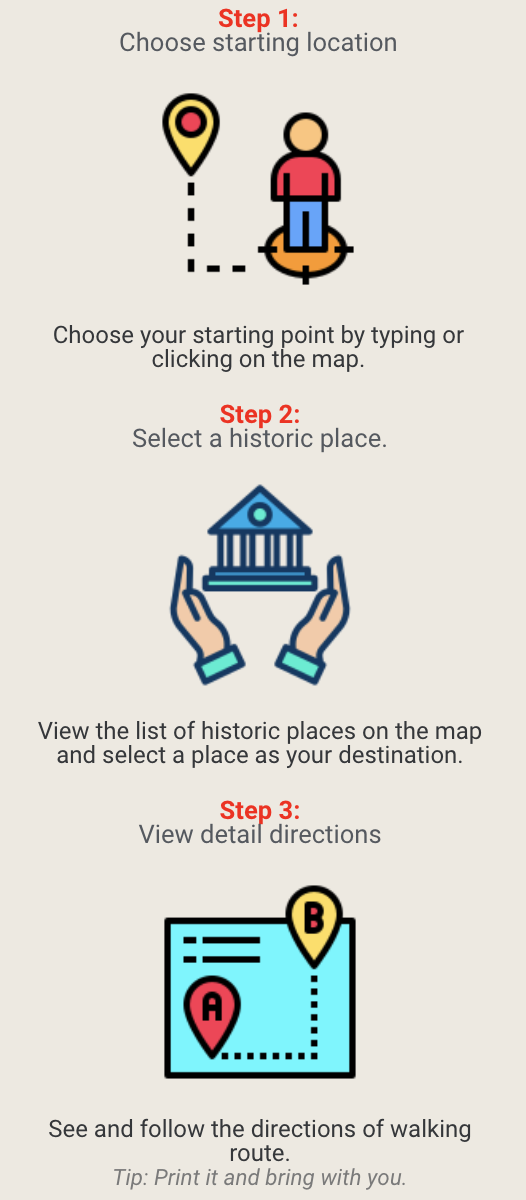 Step 1:
Choose starting location
Choose your starting point by typing or
clicking on the map.
Step 2:
Select a historic place.
View the list of historic places on the map
and select a place as your destination.
Step 3:
View detail directions
B
A
See and follow the directions of walking
route.
Tip: Print it and bring with you.